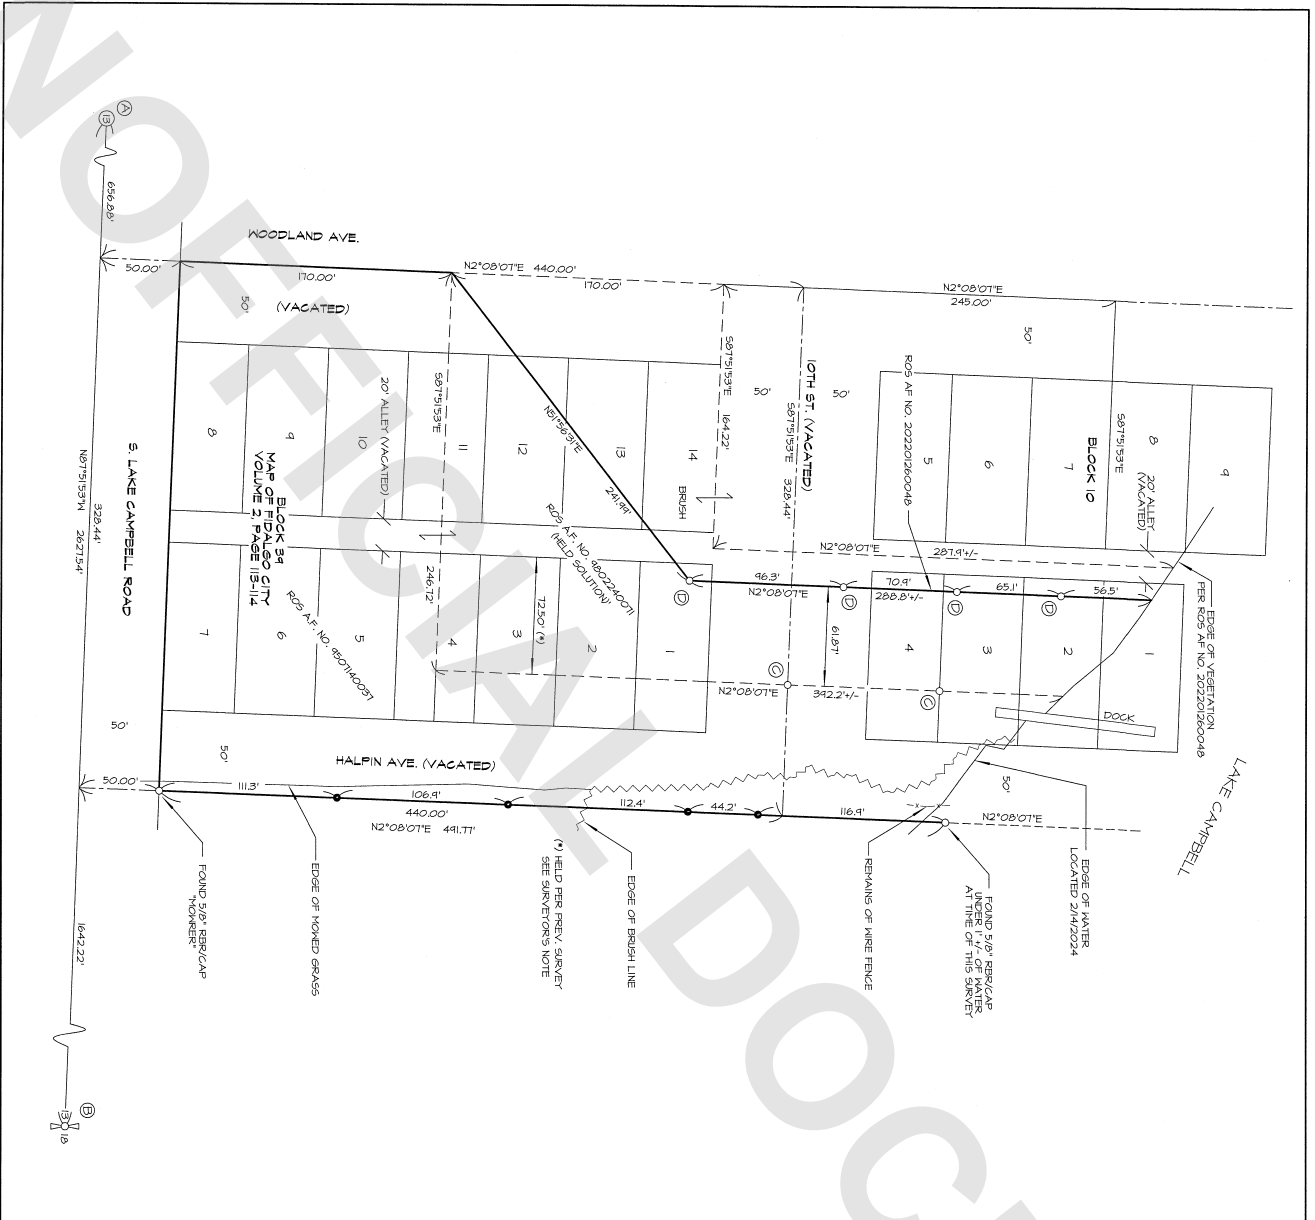 UNOFFICIAL DOCU
A
13
656.88'
WOODLAND AVE.
50.00'
170.00'
N2°08'07"E 440.00'
170.00'
N2°08'07"E
245.00'
50'
(VACATED)
50'
S87°51'53"E 164.22'
50'
50'
10TH ST. (VACATED)
S87°51'53"E 328.44'
ROS AF NO. 202201260048
S87°51'53"E
20' ALLEY (VACATED)
N51°56'31"E
241.99'
8
9
10
11
12
13
14
BRUSH
5
6
7
8
9
BLOCK 10
S87°51'53"E
20' ALLEY
(VACATED)
S. LAKE CAMPBELL ROAD
328.44'
N87°51'53"W 2627.54'
BLOCK 39
MAP OF FIDALGO CITY
VOLUME 2, PAGE 113-114
ROS A.F. NO. 9802240071
(HELD SOLUTION)
ROS A.F. NO. 9507140037
246.72'
72.50' (*)
N2°08'07"E
287.9'+/-
96.3'
N2°08'07"E
D
D
70.9'
288.8'+/-
D
65.1'
D
56.5'
EDGE OF VEGETATION
PER ROS AF NO. 202201260048
7
6
5
4
3
2
1
4
3
2
1
61.87'
C
N2°08'07"E
392.2'+/-
C
DOCK
LAKE CAMPBELL
50'
50'
HALPIN AVE. (VACATED)
50'
50.00'
111.3'
106.9'
440.00'
N2°08'07"E 491.77'
112.4'
44.2'
116.9'
N2°08'07"E
FOUND 5/8" RBR/CAP
"MOWRER"
EDGE OF MOWED GRASS
(*) HELD PER PREV. SURVEY
SEE SURVEYOR'S NOTE
EDGE OF BRUSH LINE
REMAINS OF WIRE FENCE
FOUND 5/8" RBR/CAP
UNDER 1' +/- OF WATER
AT TIME OF THIS SURVEY
EDGE OF WATER
LOCATED 2/14/2024
1642.22'
B
13
18